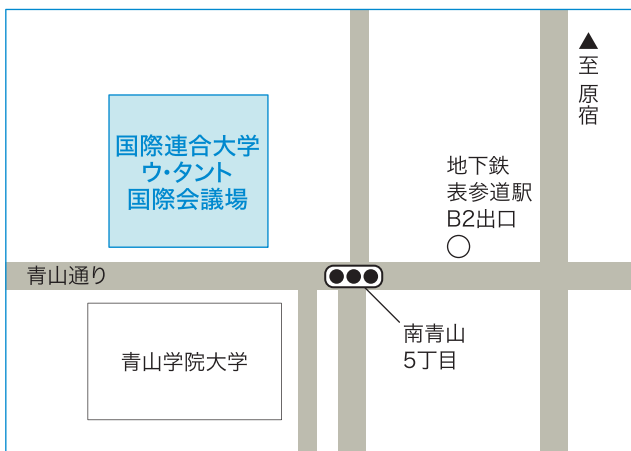 ▲
至
原
宿
国際連合大学
ウ・タント
国際会議場
地下鉄
表参道駅
B2出口
青山通り
南青山
5丁目
青山学院大学